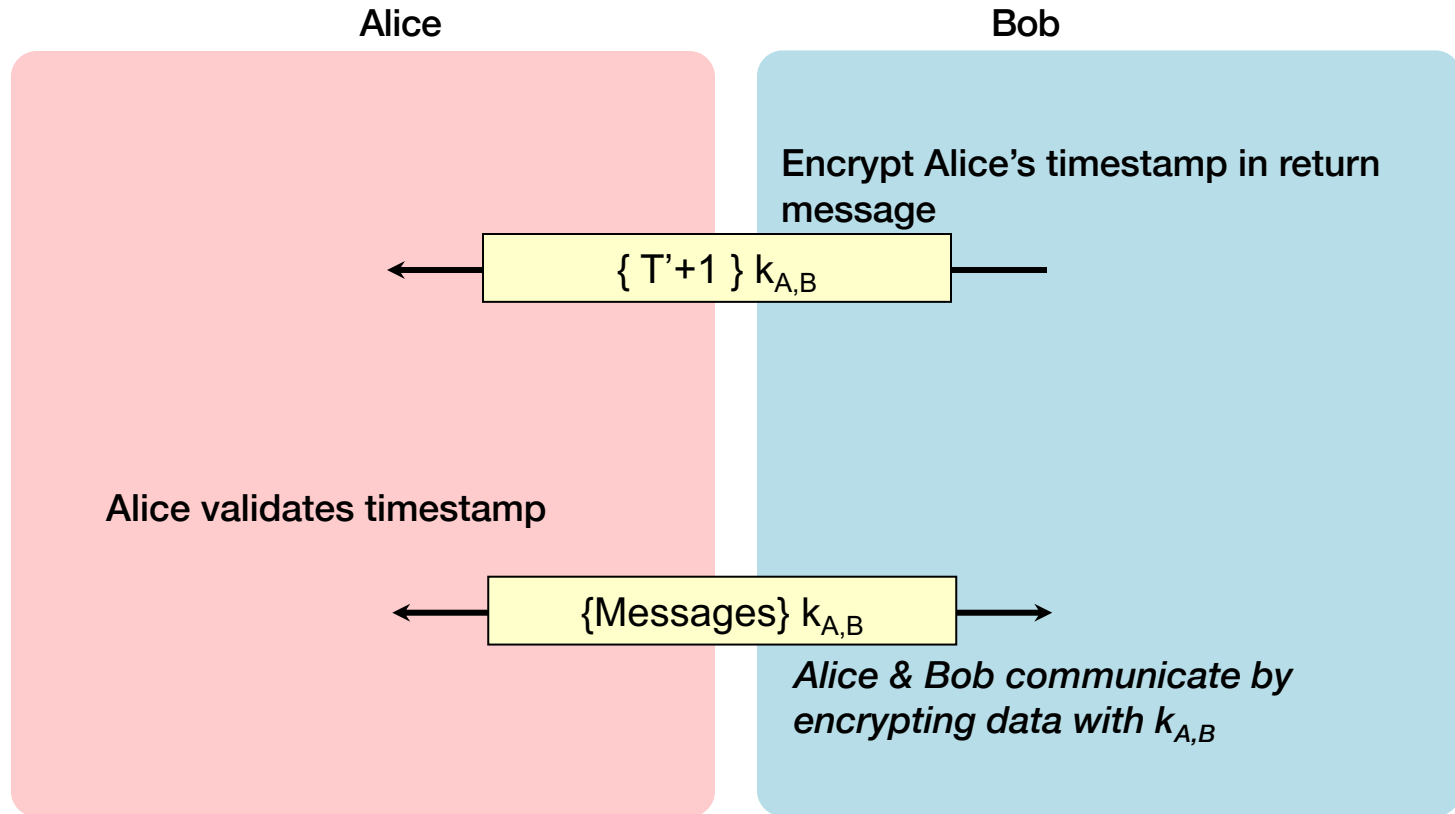 Alice
Bob
Encrypt Alice’s timestamp in return
message
{ T’+1 } kA,B
Alice validates timestamp
{Messages} kA,B
Alice & Bob communicate by
encrypting data with kA,B